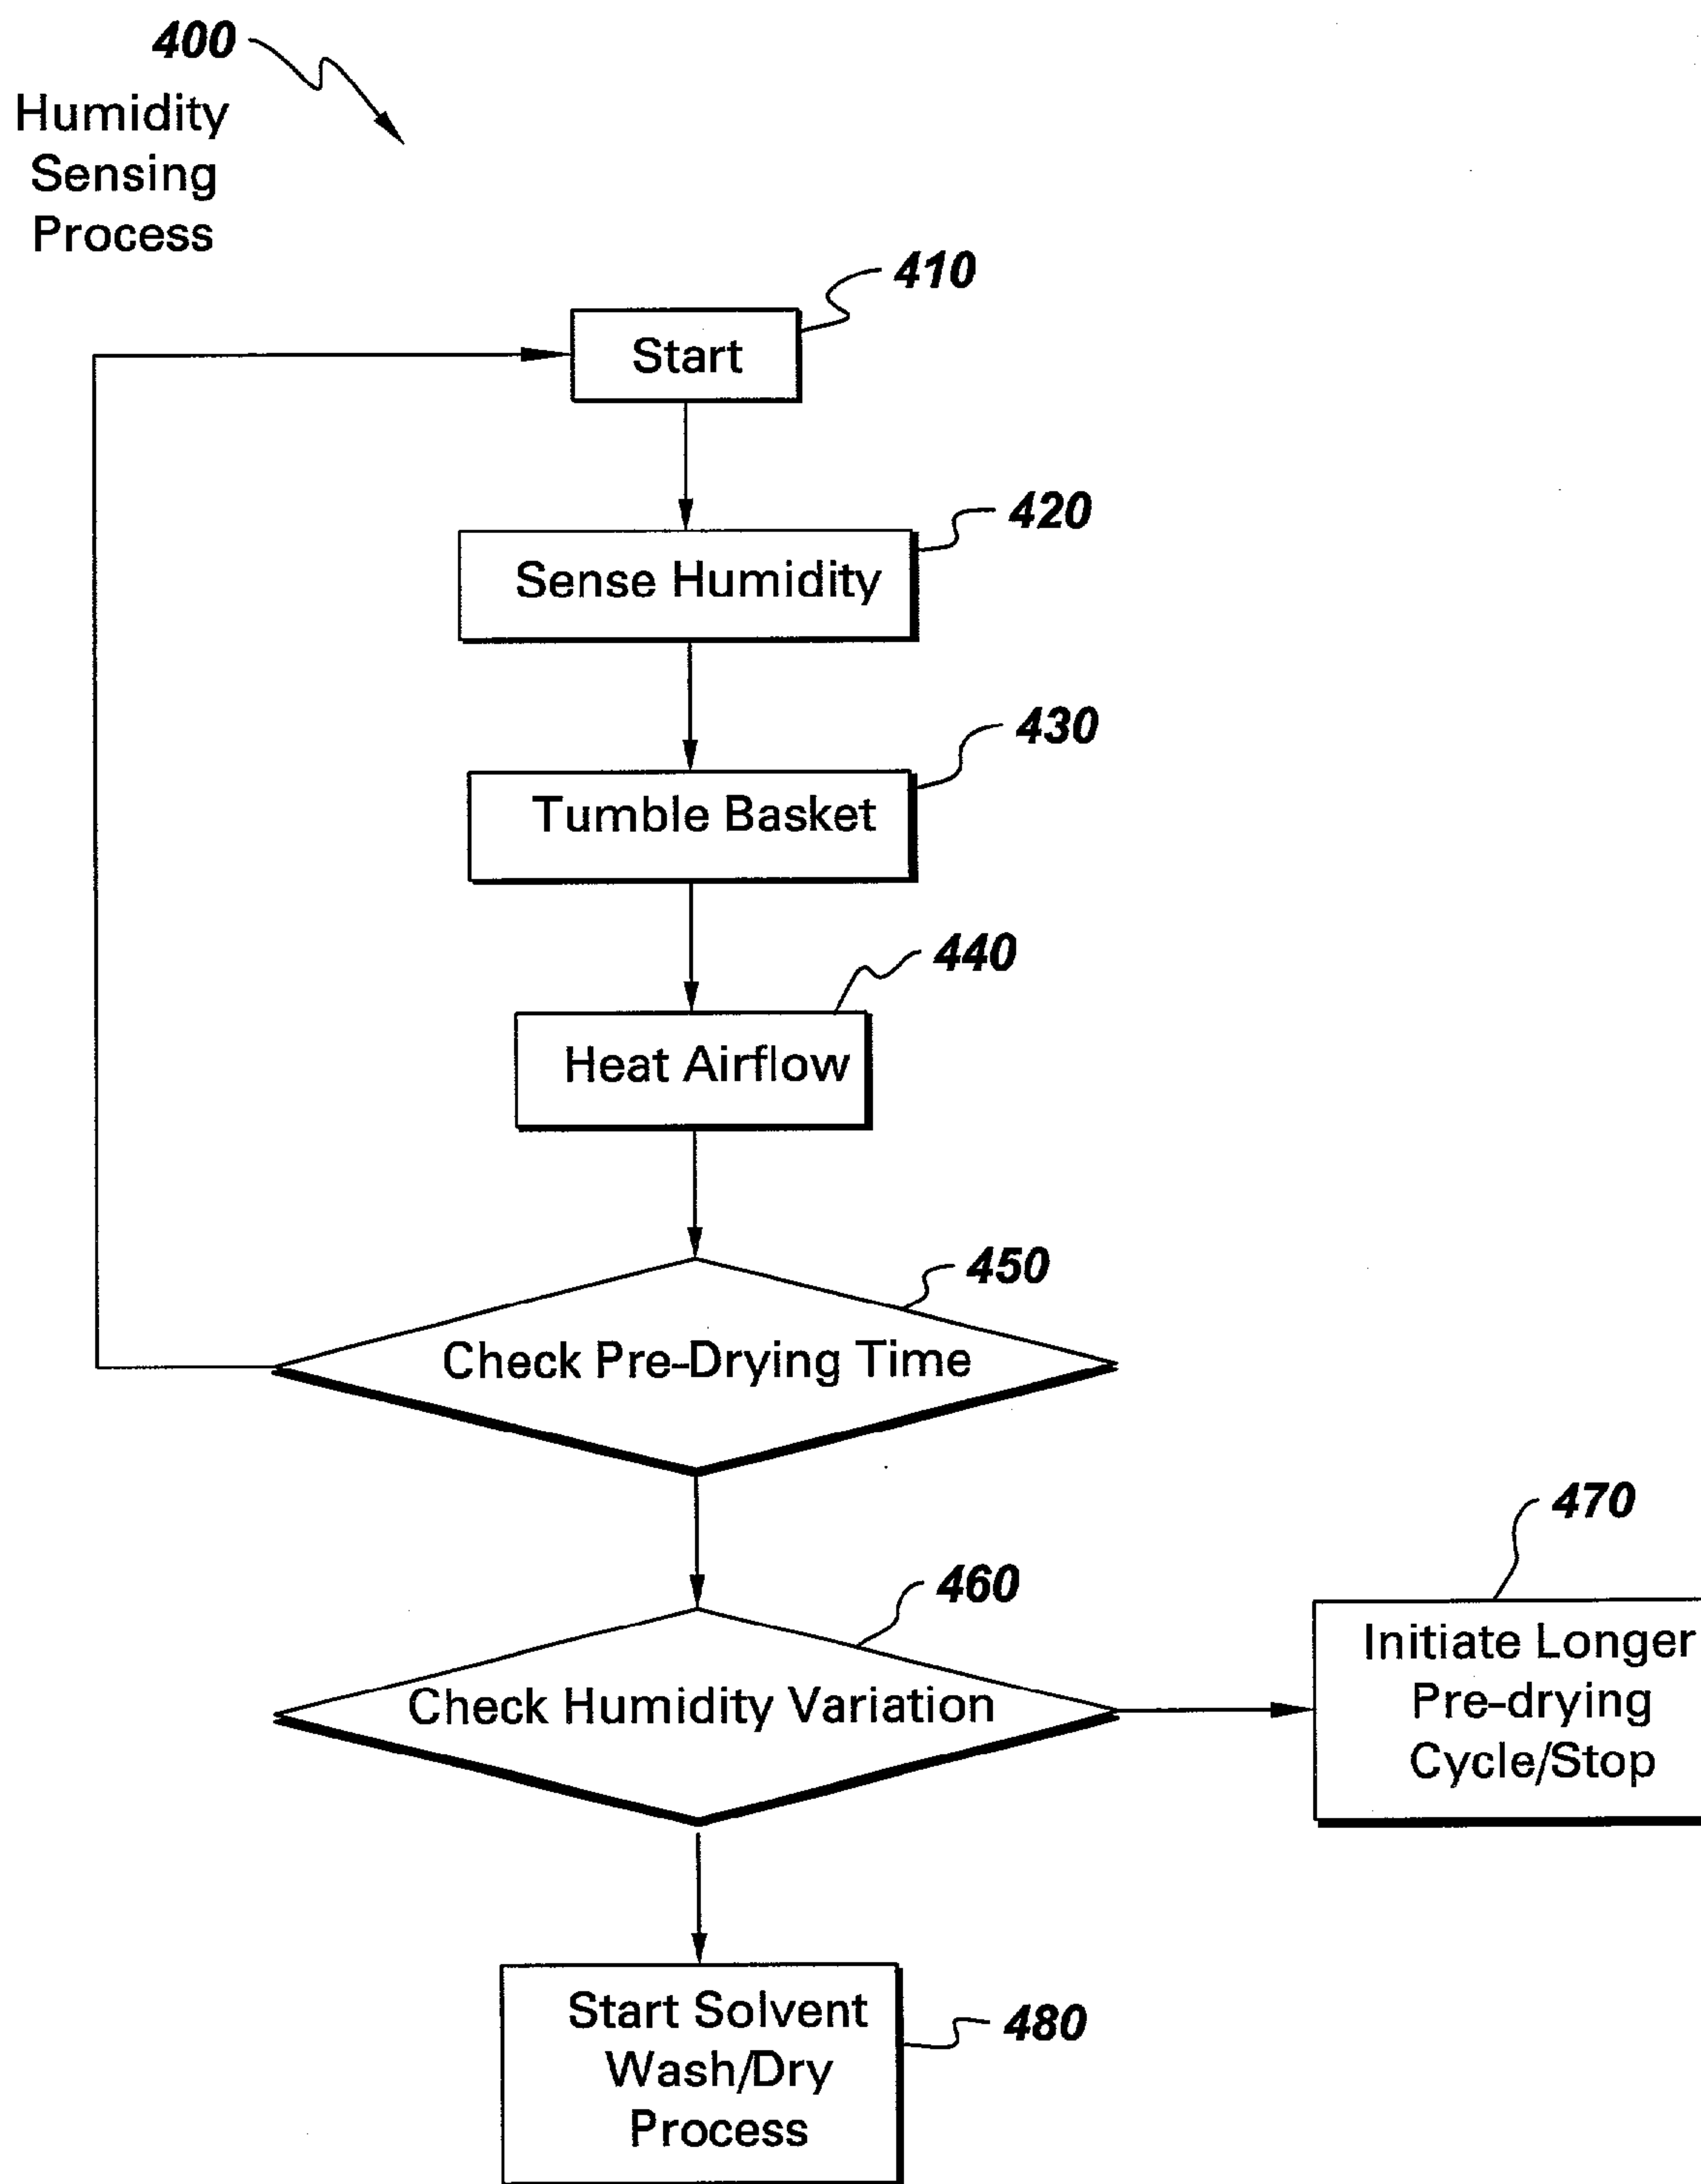 400
Humidity
Sensing
Process
410
Start
420
Sense Humidity
430
Tumble Basket
440
Heat Airflow
450
Check Pre-Drying Time
460
Check Humidity Variation
470
Initiate Longer
Pre-drying
Cycle/Stop
480
Start Solvent
Wash/Dry
Process